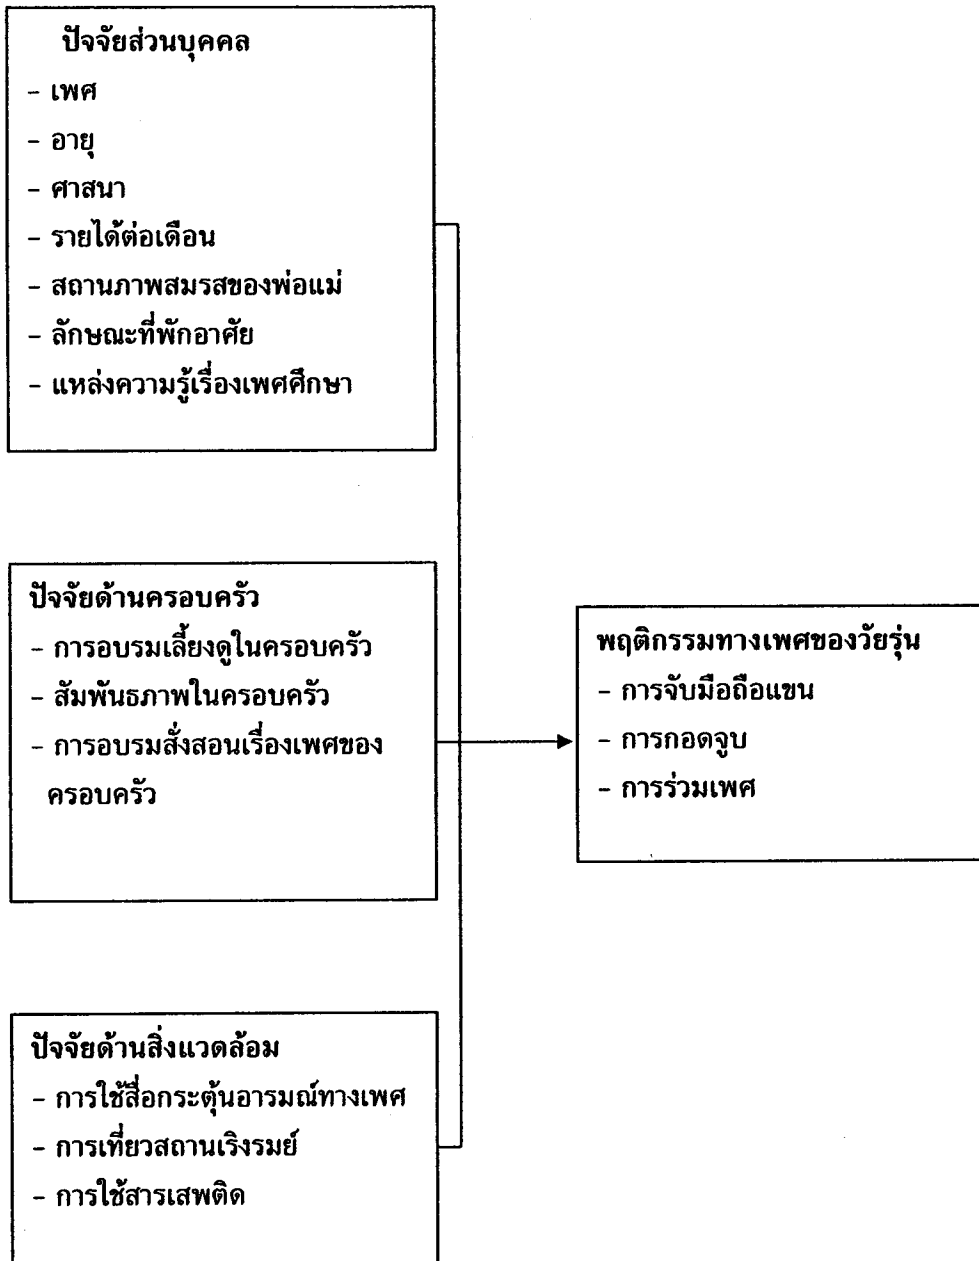 ปัจจัยส่วนบุคคล
- เพศ
- อายุ
- ศาสนา
- รายได้ต่อเดือน
- สถานภาพสมรสของพ่อแม่
- ลักษณะที่พักอาศัย
- แหล่งความรู้เรื่องเพศศึกษา
ปัจจัยด้านครอบครัว
- การอบรมเลี้ยงดูในครอบครัว
- สัมพันธภาพในครอบครัว
- การอบรมสั่งสอนเรื่องเพศของ
ครอบครัว
พฤติกรรมทางเพศของวัยรุ่น
- การจับมือถือแขน
- การกอดจูบ
- การร่วมเพศ
ปัจจัยด้านสิ่งแวดล้อม
- การใช้สื่อกระตุ้นอารมณ์ทางเพศ
- การเที่ยวสถานเริงรมย์
- การใช้สารเสพติด